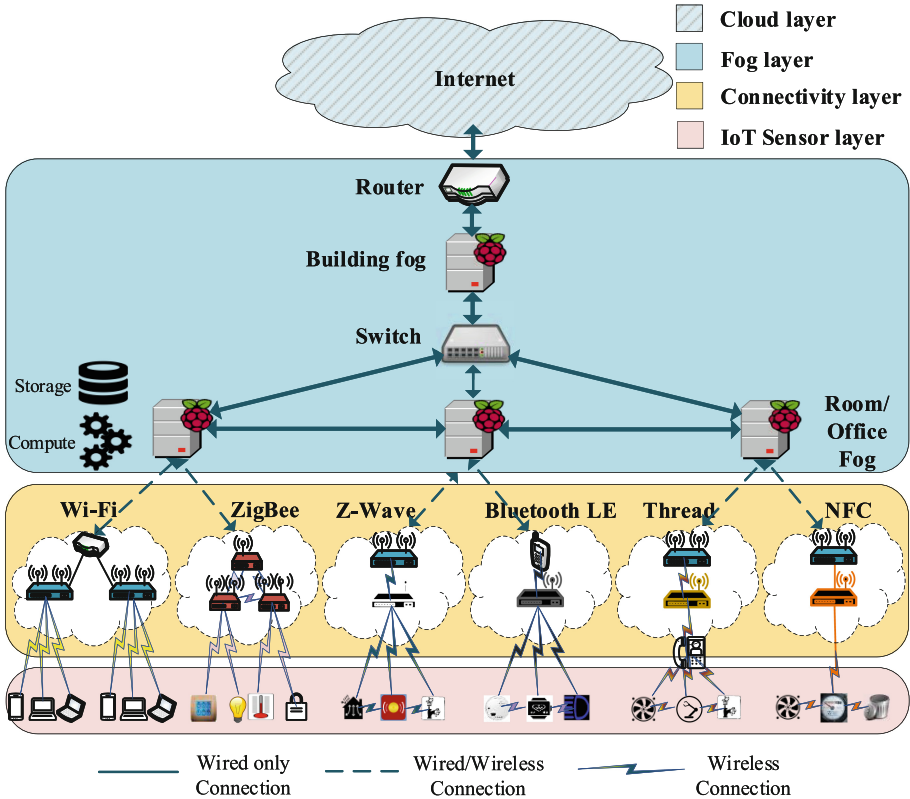 Cloud layer
Internet
Fog layer
Connectivity layer
IoT Sensor layer
Router
Building fog
Switch
Storage
Compute
Room/
Office
Fog
Wi-Fi
ZigBee
Z-Wave
Bluetooth LE
Thread
NFC
Wired only
Connection
Wired/Wireless
Connection
Wireless
Connection